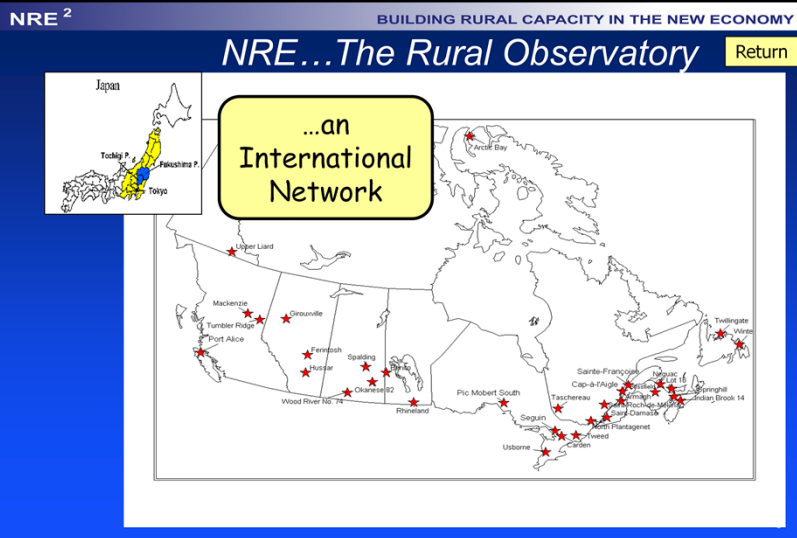 NRE 2
BUILDING RURAL CAPACITY IN THE NEW ECONOMY
NRE…The Rural Observatory
Return
Japan
Tochigi P.
Fukushima P.
Tokyo
…an
International
Network
Arctic Bay
Upper Liard
Mackenzie
Tumbler Ridge
Port Alice
Girouxville
Ferintosh
Hussar
Spalding
Benito
Okanese 82
Wood River No. 74
Rhineland
Pic Mobert South
Taschereau
Sainte-Françoise
Cap-à-l'Aigle
Neguac
Lot 16
Springhill
Indian Brook 14
Armagh
Saint-Damase
North Plantagenet
Seguin
Tweed
Carden
Usborne
Twillingate
Winte